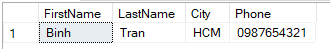 FirstName LastName City Phone
1 Binh Tran HCM 0987654321